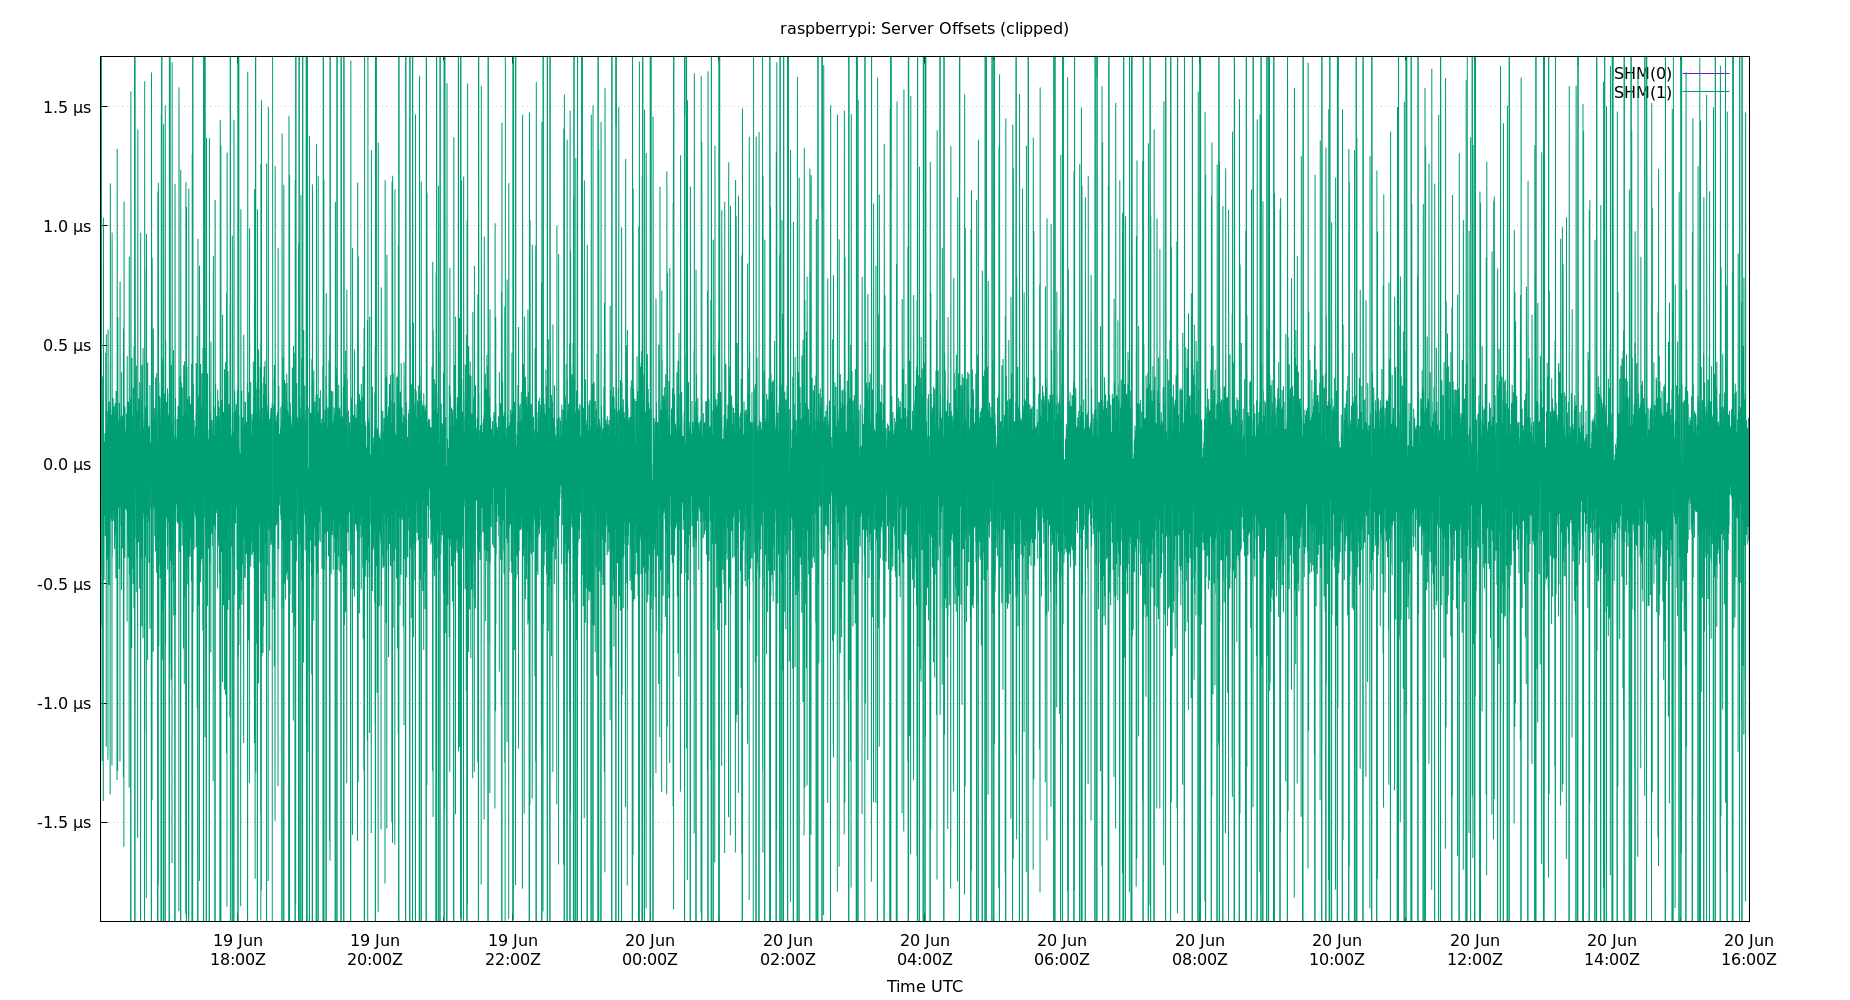 raspberrypi: Server Offsets (clipped)
SHM(0)
SHM(1)
1.5 µs
1.0 µs
0.5 µs
0.0 µs
-0.5 µs
-1.0 µs
-1.5 µs
19 Jun 19 Jun 19 Jun 20 Jun 20 Jun 20 Jun 20 Jun 20 Jun 20 Jun 20 Jun 20 Jun 20 Jun
18:00Z 20:00Z 22:00Z 00:00Z 02:00Z 04:00Z 06:00Z 08:00Z 10:00Z 12:00Z 14:00Z 16:00Z
Time UTC